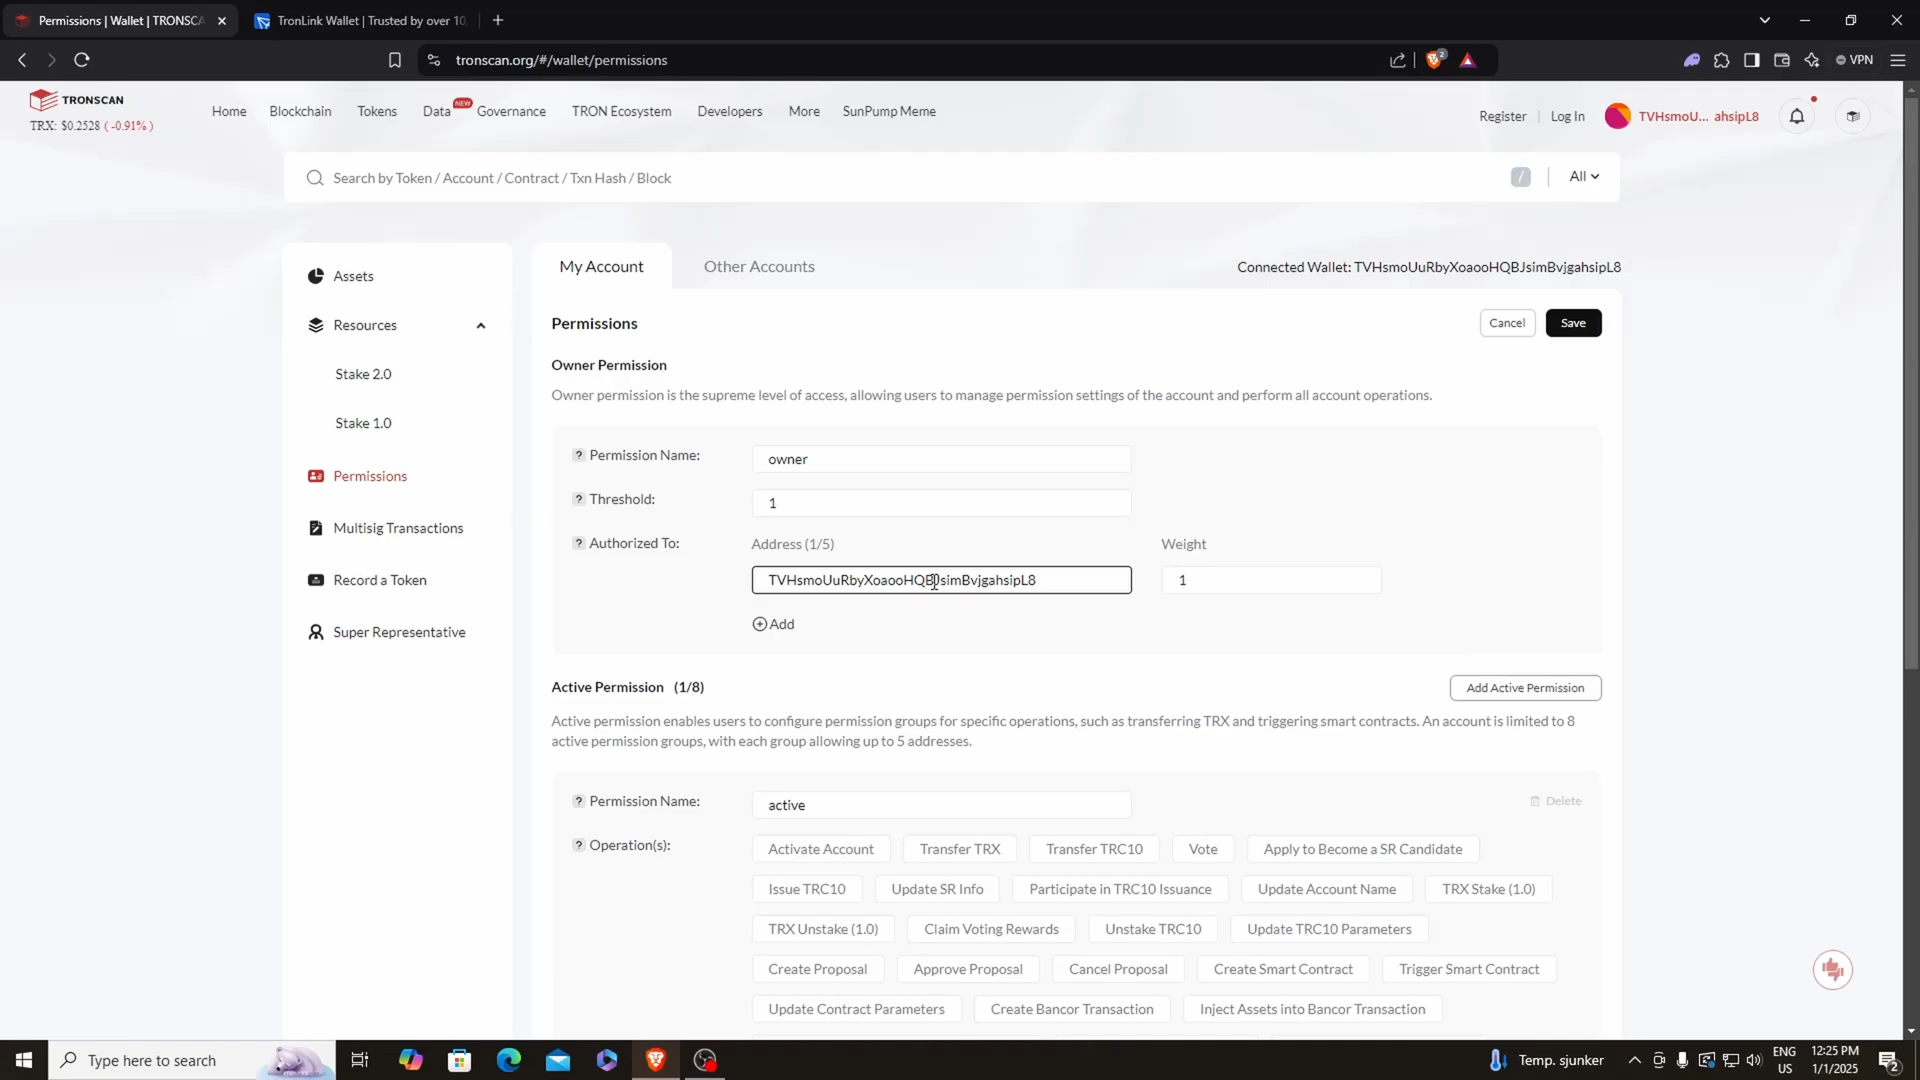 Permissions | Wallet | TRONSCA
TronLink Wallet | Trusted by over 10
tronscan.org/#/wallet/permissions
2
VPN
TRONSCAN
TRX: $0.2528 ( -0.91% )
Home
Blockchain
Tokens
Data
NEW
Governance
TRON Ecosystem
Developers
More
SunPump Meme
Register
Log In
TVHsmoU... ahsipL8
Search by Token / Account / Contract / Txn Hash / Block
/
All
Assets
Resources
Stake 2.0
Stake 1.0
Permissions
Multisig Transactions
Record a Token
Super Representative
My Account
Other Accounts
Connected Wallet: TVHsmoUuRbyXoaooHQBJsimBvjgahsipL8
Permissions
Cancel
Save
Owner Permission
Owner permission is the supreme level of access, allowing users to manage permission settings of the account and perform all account operations.
? Permission Name:
owner
? Threshold:
1
? Authorized To:
Address (1/5)
Weight
TVHsmoUuRbyXoaooHQBJsimBvjgahsipL8
1
Add
Active Permission (1/8)
Add Active Permission
Active permission enables users to configure permission groups for specific operations, such as transferring TRX and triggering smart contracts. An account is limited to 8
active permission groups, with each group allowing up to 5 addresses.
? Permission Name:
active
Delete
? Operation(s):
Activate Account
Transfer TRX
Transfer TRC10
Vote
Apply to Become a SR Candidate
Issue TRC10
Update SR Info
Participate in TRC10 Issuance
Update Account Name
TRX Stake (1.0)
TRX Unstake (1.0)
Claim Voting Rewards
Unstake TRC10
Update TRC10 Parameters
Create Proposal
Approve Proposal
Cancel Proposal
Create Smart Contract
Trigger Smart Contract
Update Contract Parameters
Create Bancor Transaction
Inject Assets into Bancor Transaction
Type here to search
Temp. sjunker
ENG
US
12:25 PM
1/1/2025
2